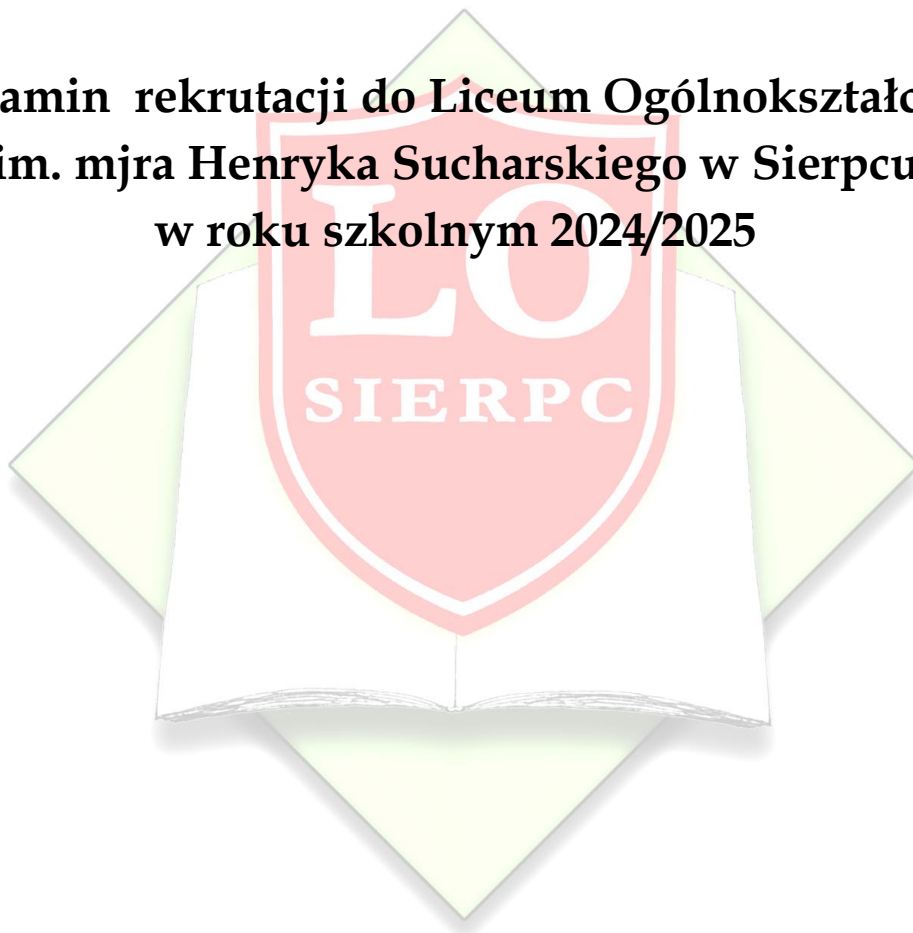 amin rekrutacji do Liceum Ogólnokształc
im. mjra Henryka Sucharskiego w Sierpcu
w roku szkolnym 2024/2025
LO
SIERPC